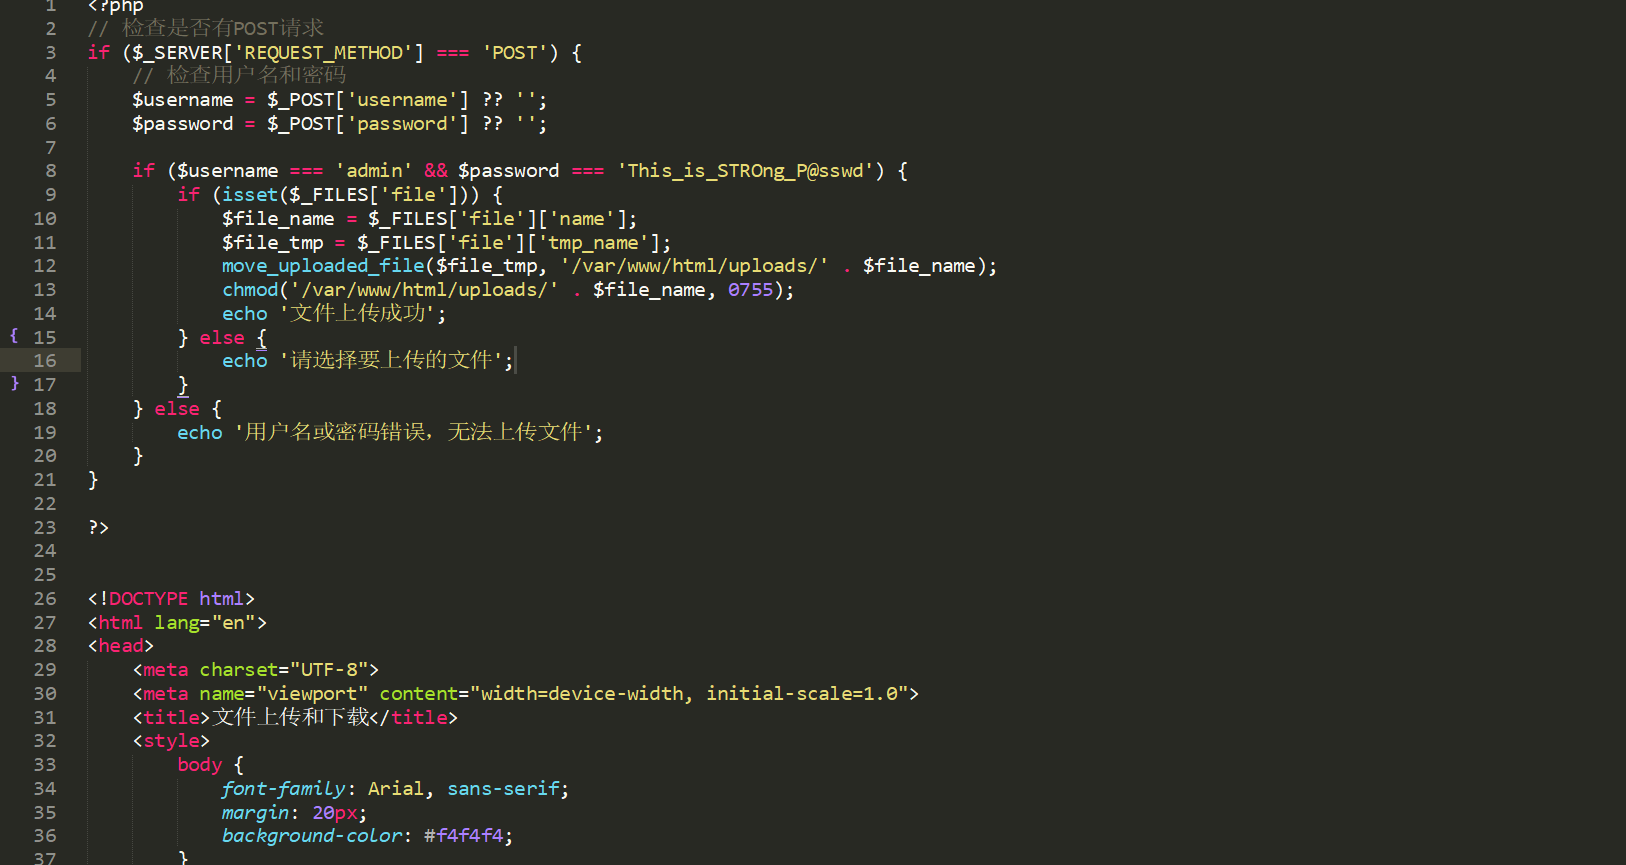 1 <?php
2 // 检查是否有POST请求
3 if ($_SERVER['REQUEST_METHOD'] === 'POST') {
4 // 检查用户名和密码
5 $username = $_POST['username'] ?? '';
6 $password = $_POST['password'] ?? '';
7
8 if ($username === 'admin' && $password === 'This_is_STROng_P@sswd') {
9 if (isset($_FILES['file'])) {
10 $file_name = $_FILES['file']['name'];
11 $file_tmp = $_FILES['file']['tmp_name'];
12 move_uploaded_file($file_tmp, '/var/www/html/uploads/' . $file_name);
13 chmod('/var/www/html/uploads/' . $file_name, 0755);
14 echo '文件上传成功';
{ 15 } else {
16 echo '请选择要上传的文件';
} 17 }
18 } else {
19 echo '用户名或密码错误，无法上传文件';
20 }
21 }
22
23 ?>
24
25
26 <!DOCTYPE html>
27 <html lang="en">
28 <head>
29 <meta charset="UTF-8">
30 <meta name="viewport" content="width=device-width, initial-scale=1.0">
31 <title>文件上传和下载</title>
32 <style>
33 body {
34 font-family: Arial, sans-serif;
35 margin: 20px;
36 background-color: #f4f4f4;
37 }